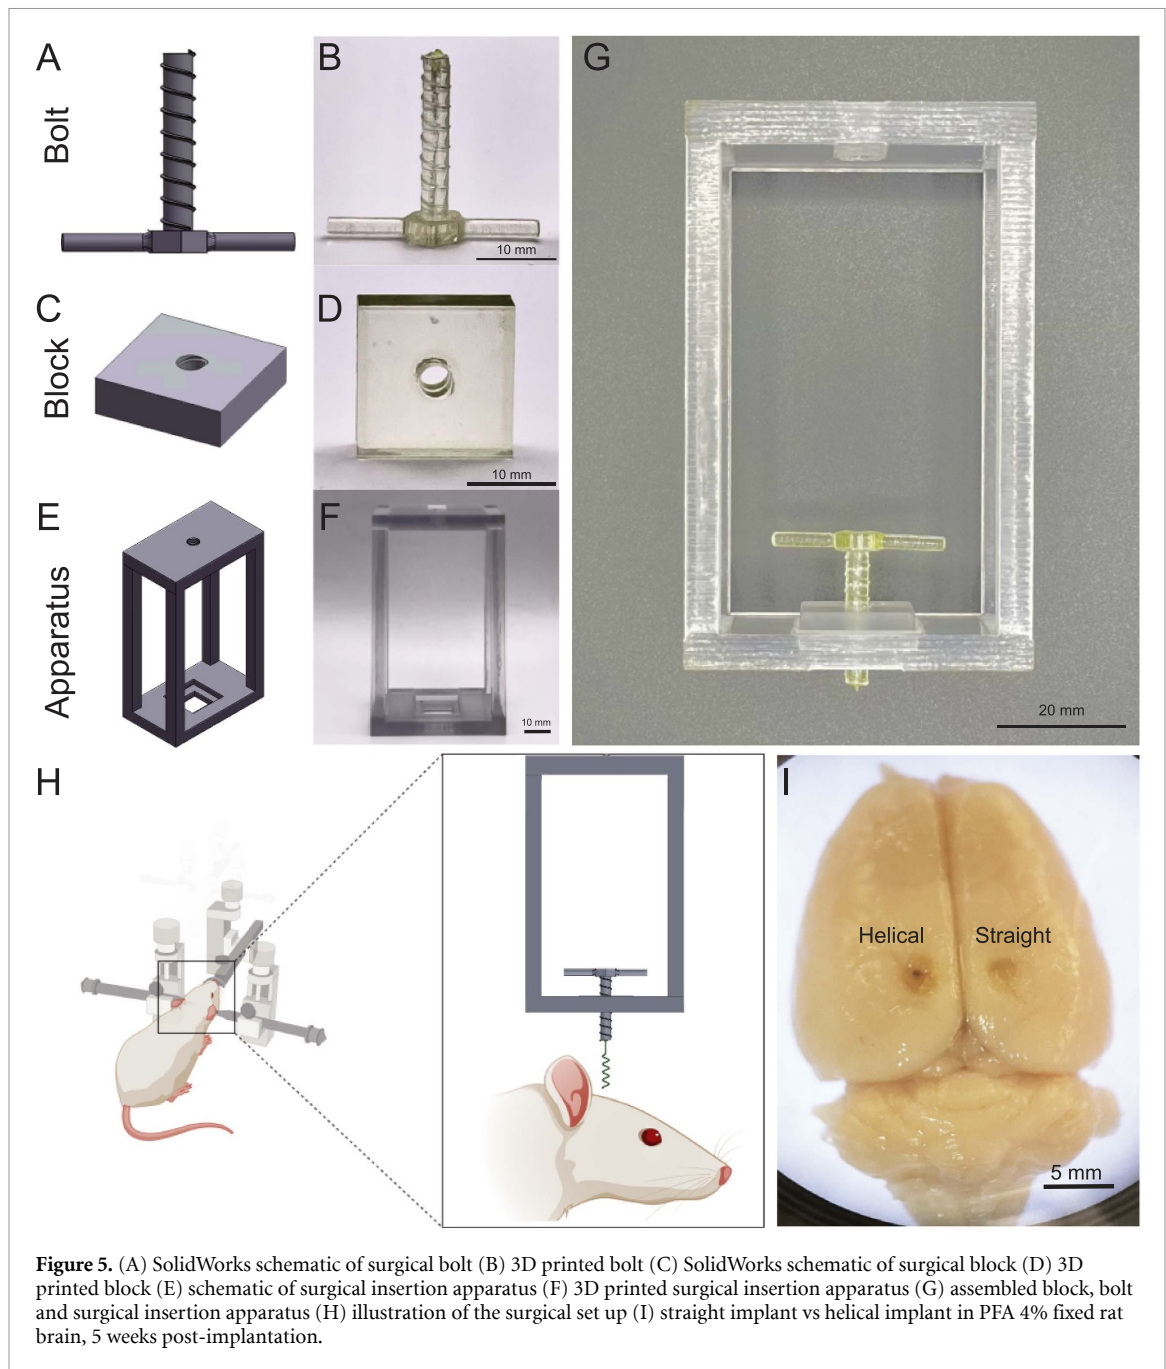 A
Bolt
B
10 mm
C
Block
D
10 mm
E
Apparatus
F
10 mm
G
20 mm
H
I
Helical
Straight
5 mm
Figure 5. (A) SolidWorks schematic of surgical bolt (B) 3D printed bolt (C) SolidWorks schematic of surgical block (D) 3D
printed block (E) schematic of surgical insertion apparatus (F) 3D printed surgical insertion apparatus (G) assembled block, bolt
and surgical insertion apparatus (H) illustration of the surgical set up (I) straight implant vs helical implant in PFA 4% fixed rat
brain, 5 weeks post-implantation.